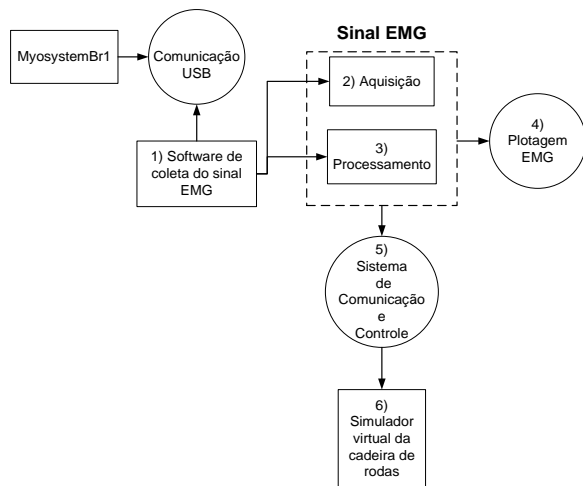 Sinal EMG
MyosystemBr1
Comunicação
USB
2) Aquisição
1) Software de
coleta do sinal
EMG
3)
Processamento
4)
Plotagem
EMG
5)
Sistema
de
Comunicação
e
Controle
6)
Simulador
virtual da
cadeira de
rodas